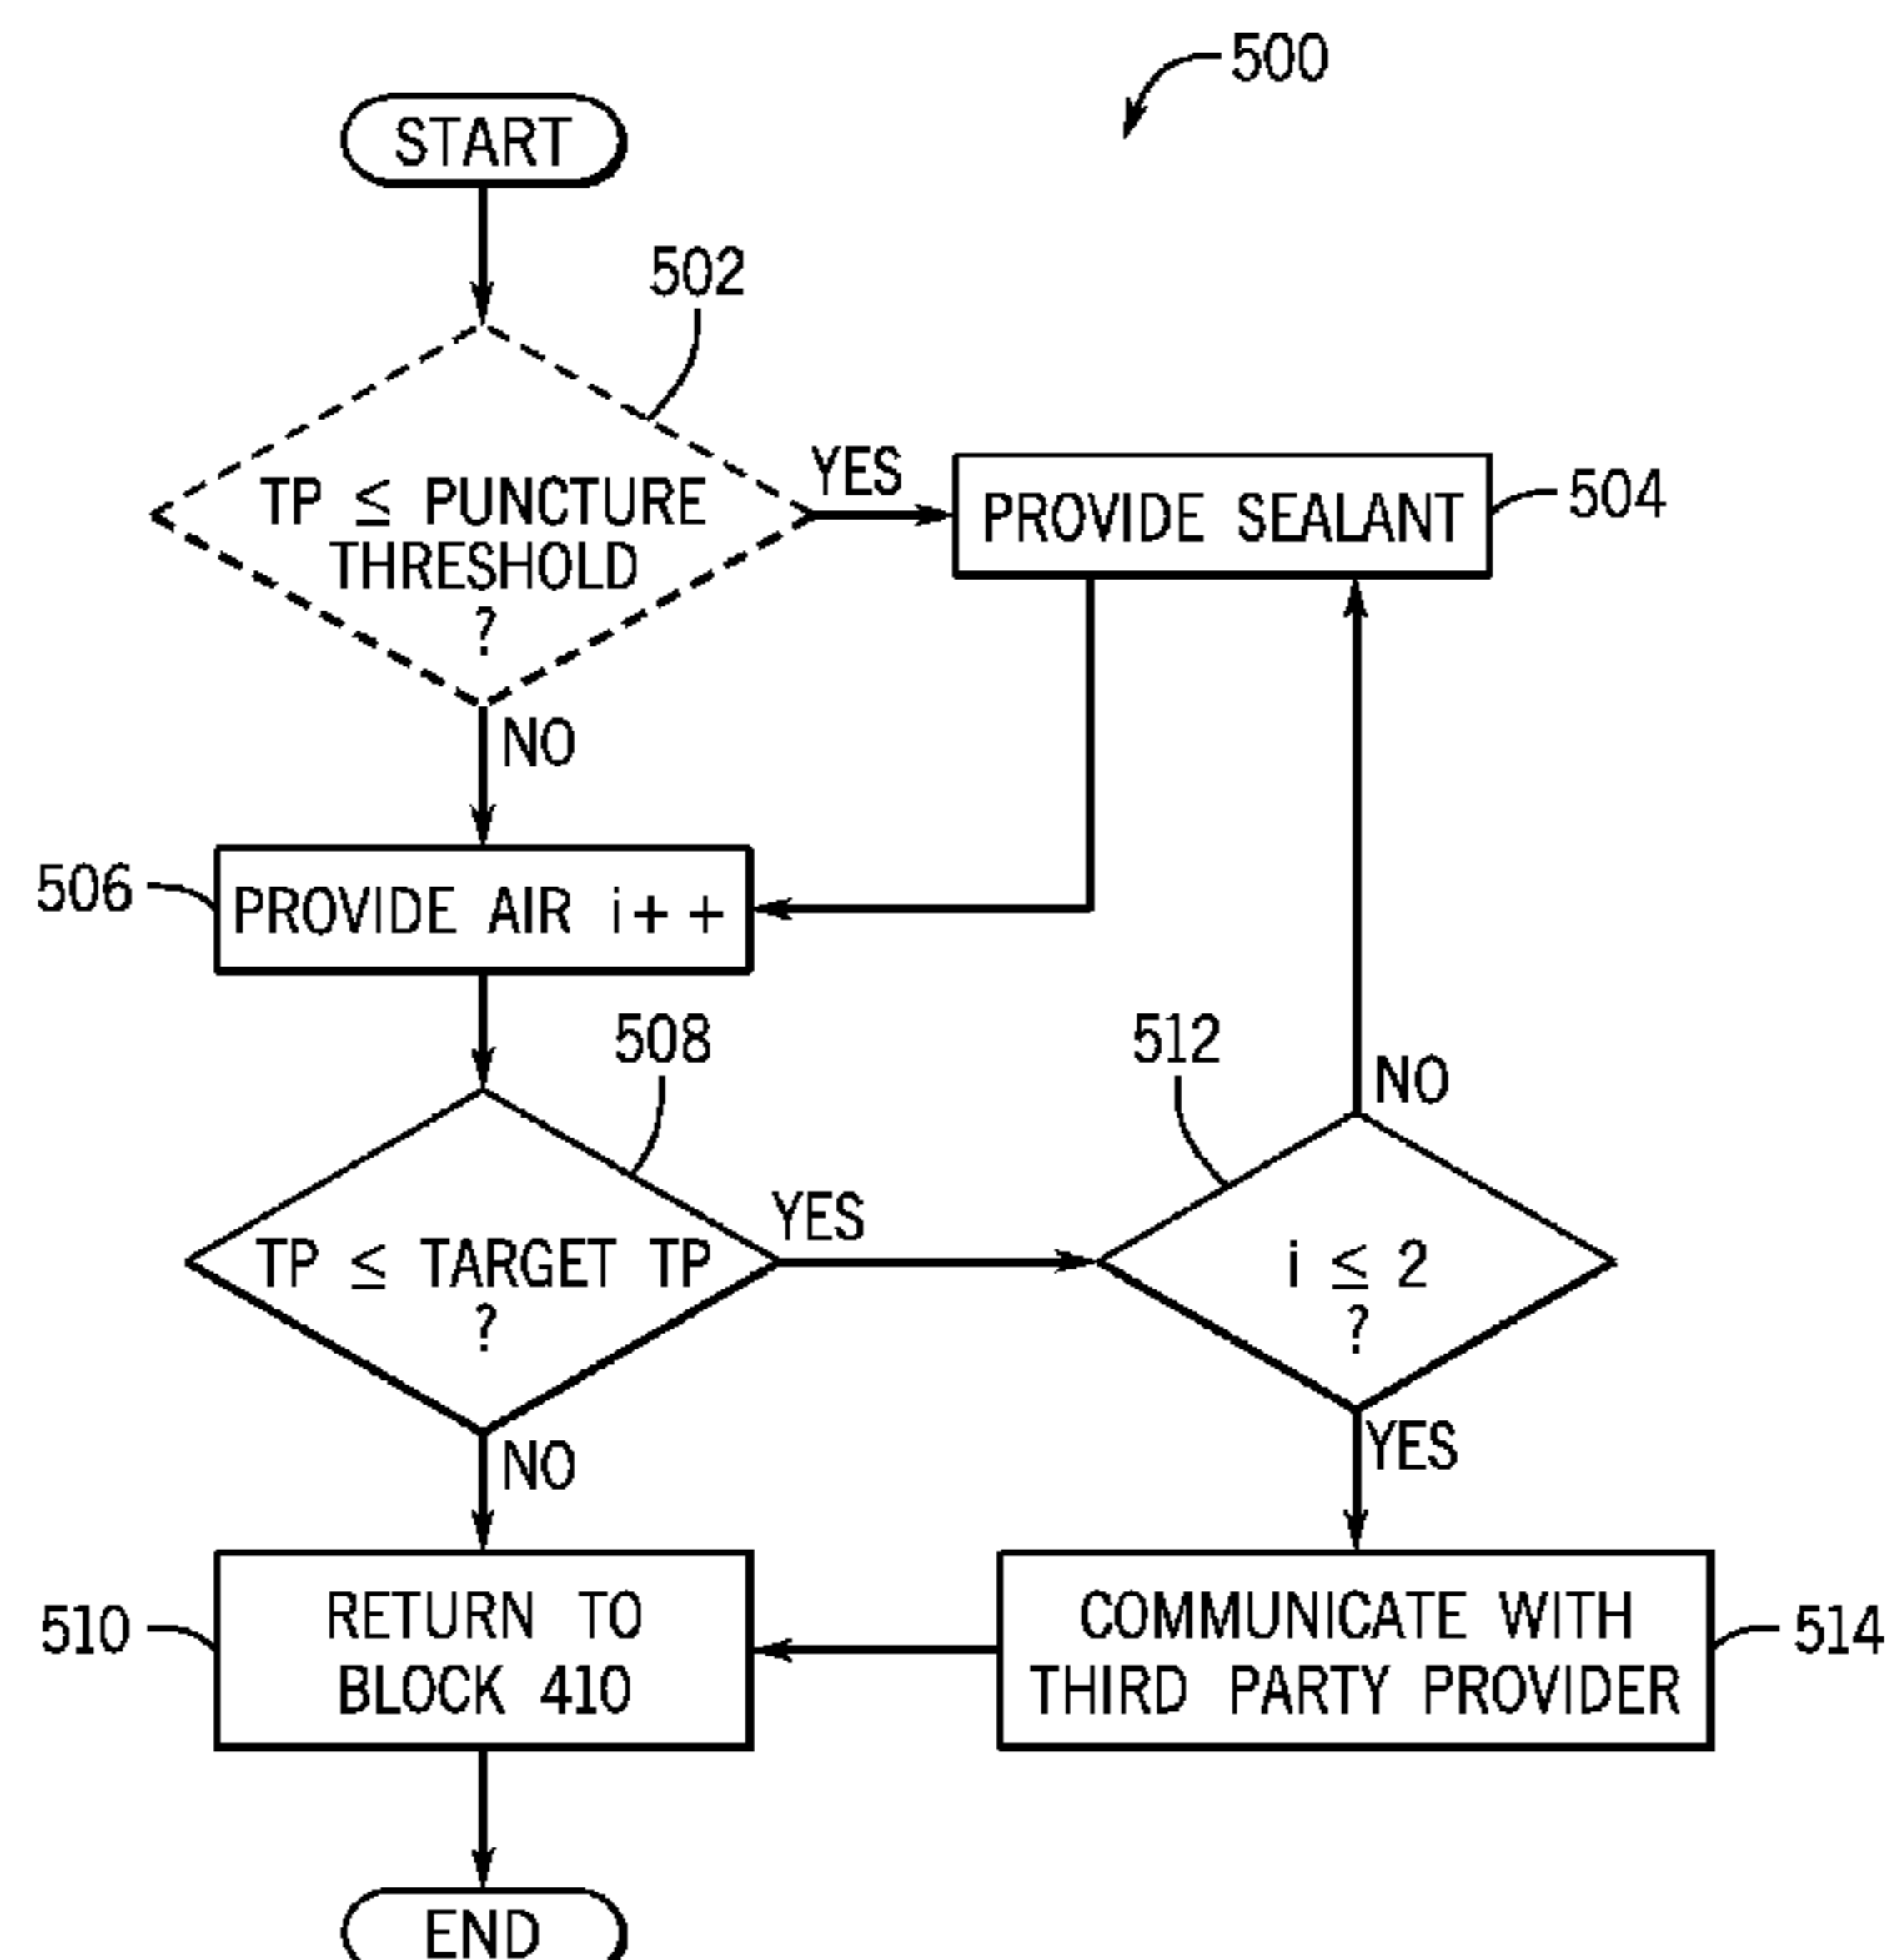 500
START
502
TP ≤ PUNCTURE
THRESHOLD
?
YES
PROVIDE SEALANT
504
NO
506
PROVIDE AIR i++
508
512
NO
TP ≤ TARGET TP
?
YES
i ≤ 2
?
NO
YES
510
RETURN TO
BLOCK 410
COMMUNICATE WITH
THIRD PARTY PROVIDER
514
END